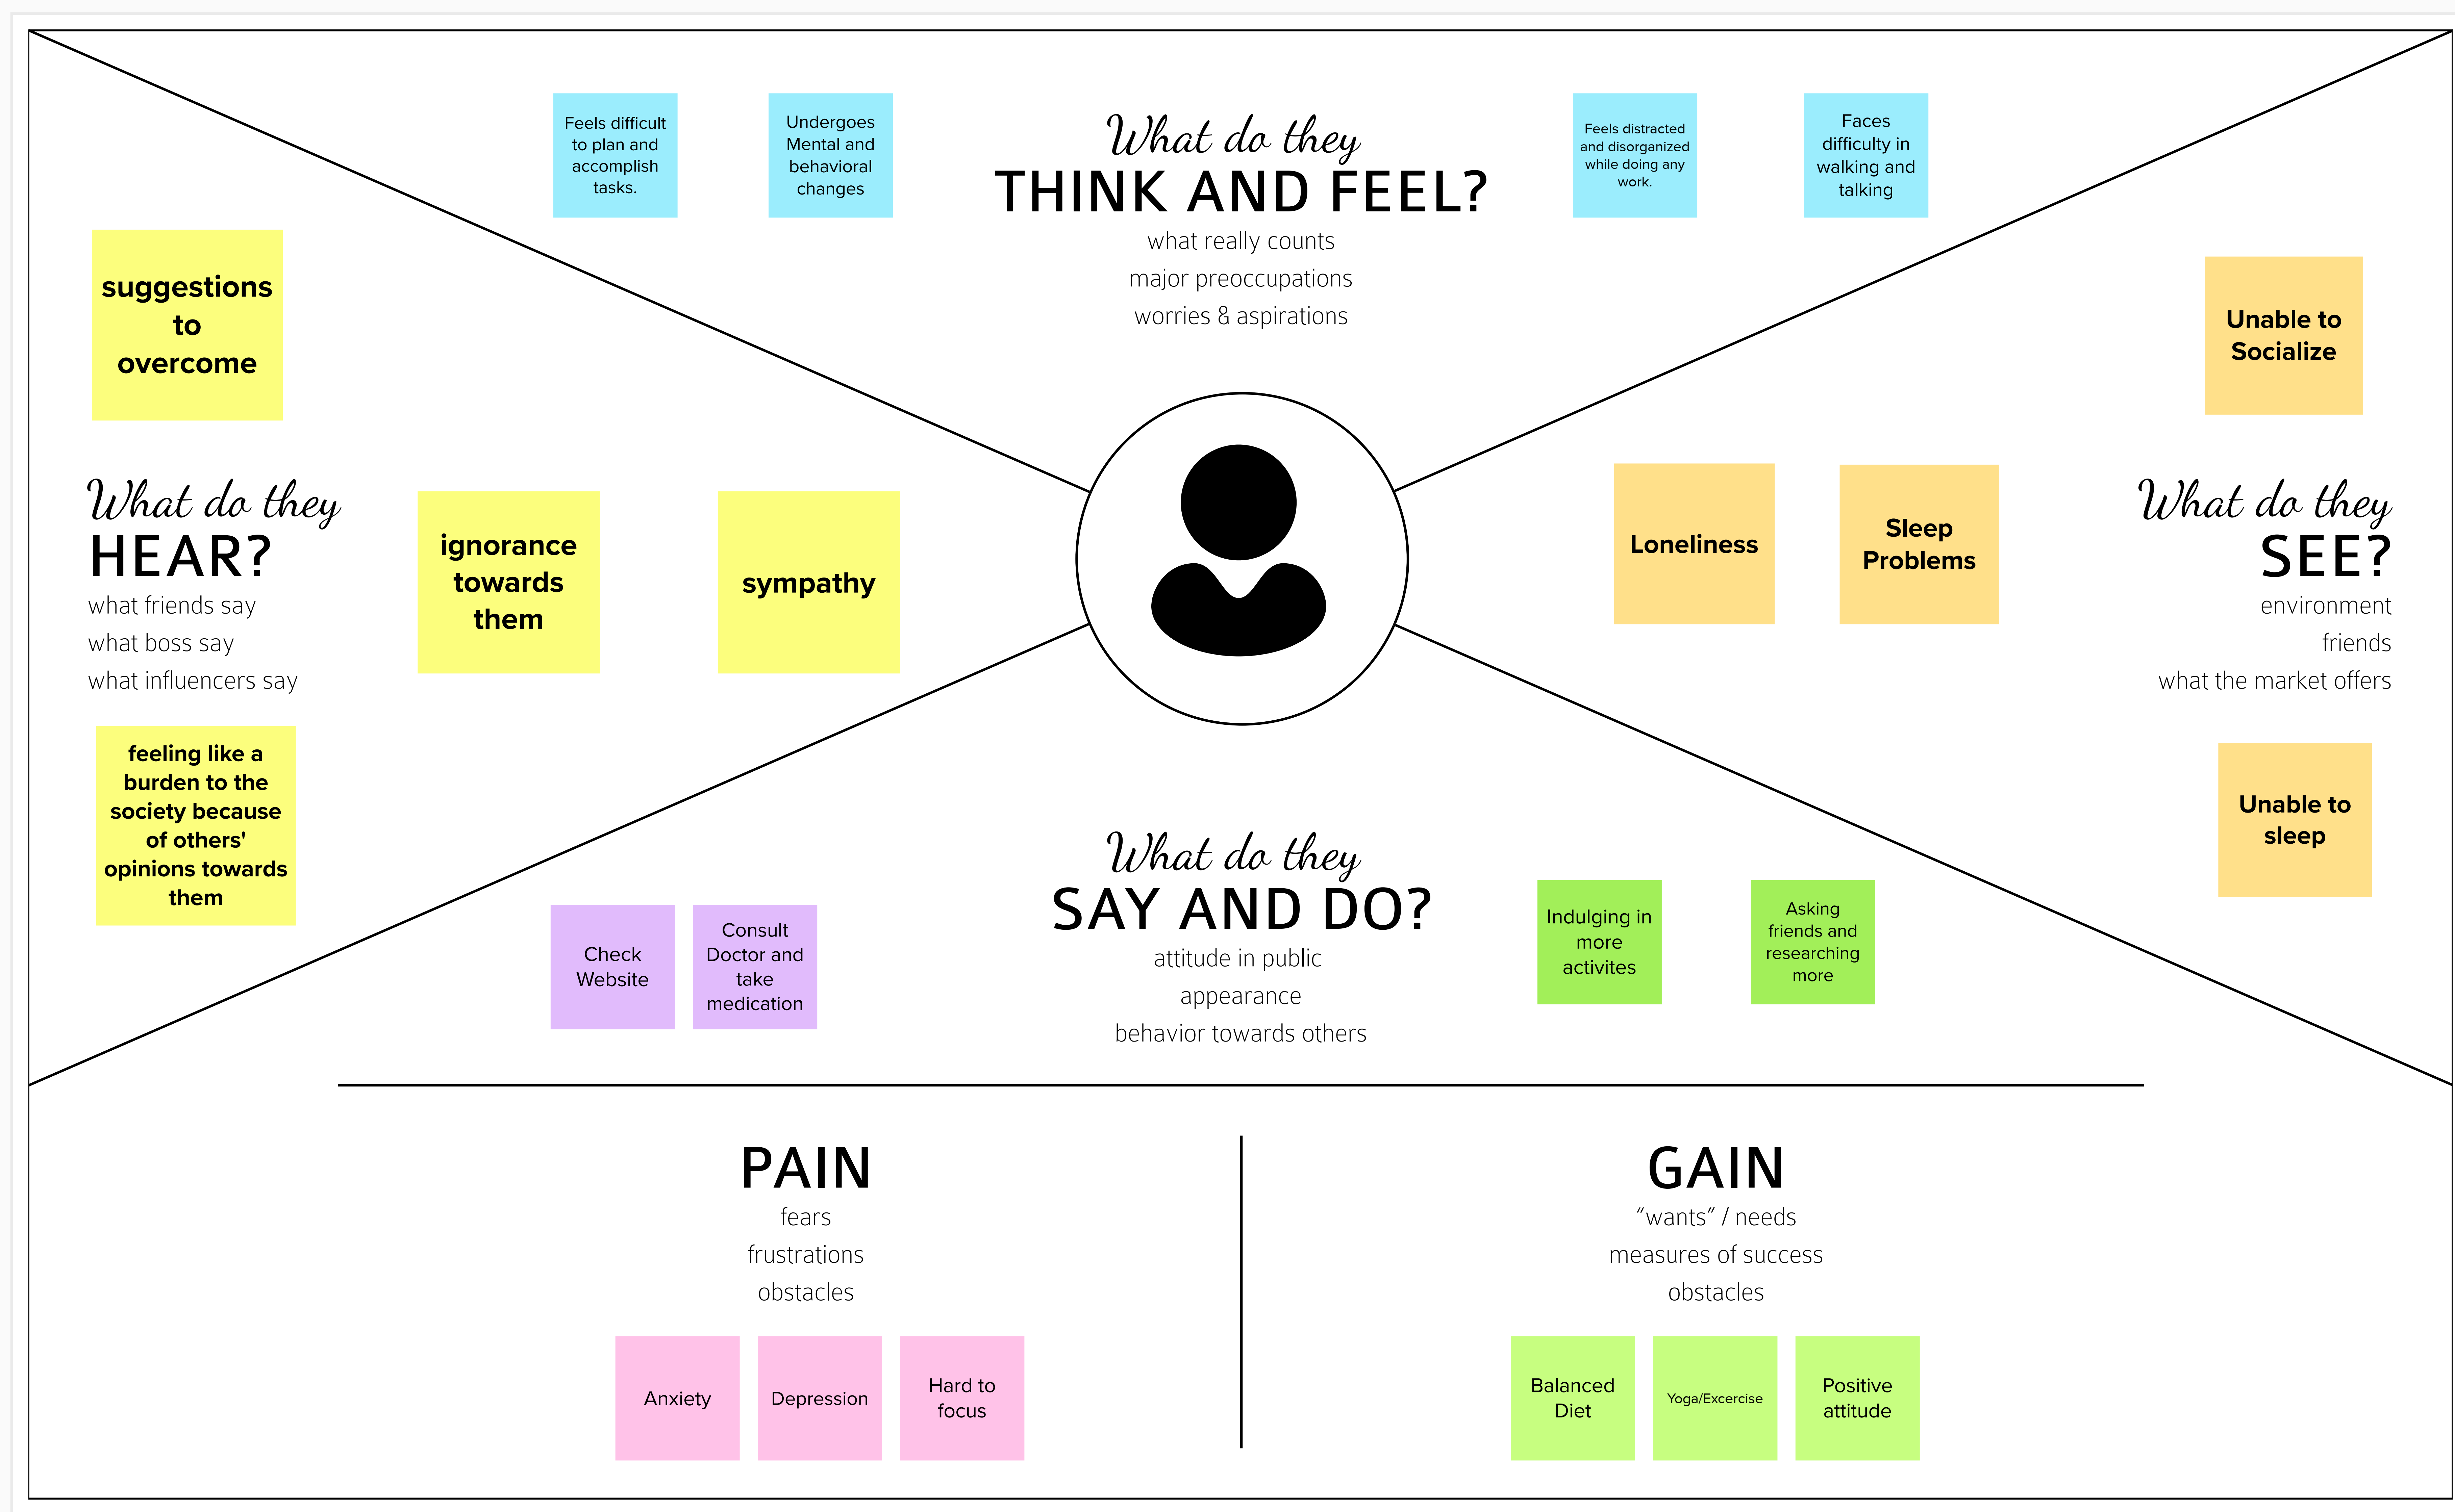 What do they
THINK AND FEEL?
what really counts
major preoccupations
worries & aspirations
Feels difficult
to plan and
accomplish
tasks.
Undergoes
Mental and
behavioral
changes
Feels distracted
and disorganized
while doing any
work.
Faces
difficulty in
walking and
talking
suggestions
to
overcome
What do they
HEAR?
what friends say
what boss say
what influencers say
ignorance
towards
them
sympathy
feeling like a
burden to the
society because
of others'
opinions towards
them
Unable to
Socialize
Loneliness
Sleep
Problems
What do they
SEE?
environment
friends
what the market offers
Unable to
sleep
What do they
SAY AND DO?
attitude in public
appearance
behavior towards others
Check
Website
Consult
Doctor and
take
medication
Indulging in
more
activites
Asking
friends and
researching
more
PAIN
fears
frustrations
obstacles
Anxiety
Depression
Hard to
focus
GAIN
“wants” / needs
measures of success
obstacles
Balanced
Diet
Yoga/Excercise
Positive
attitude